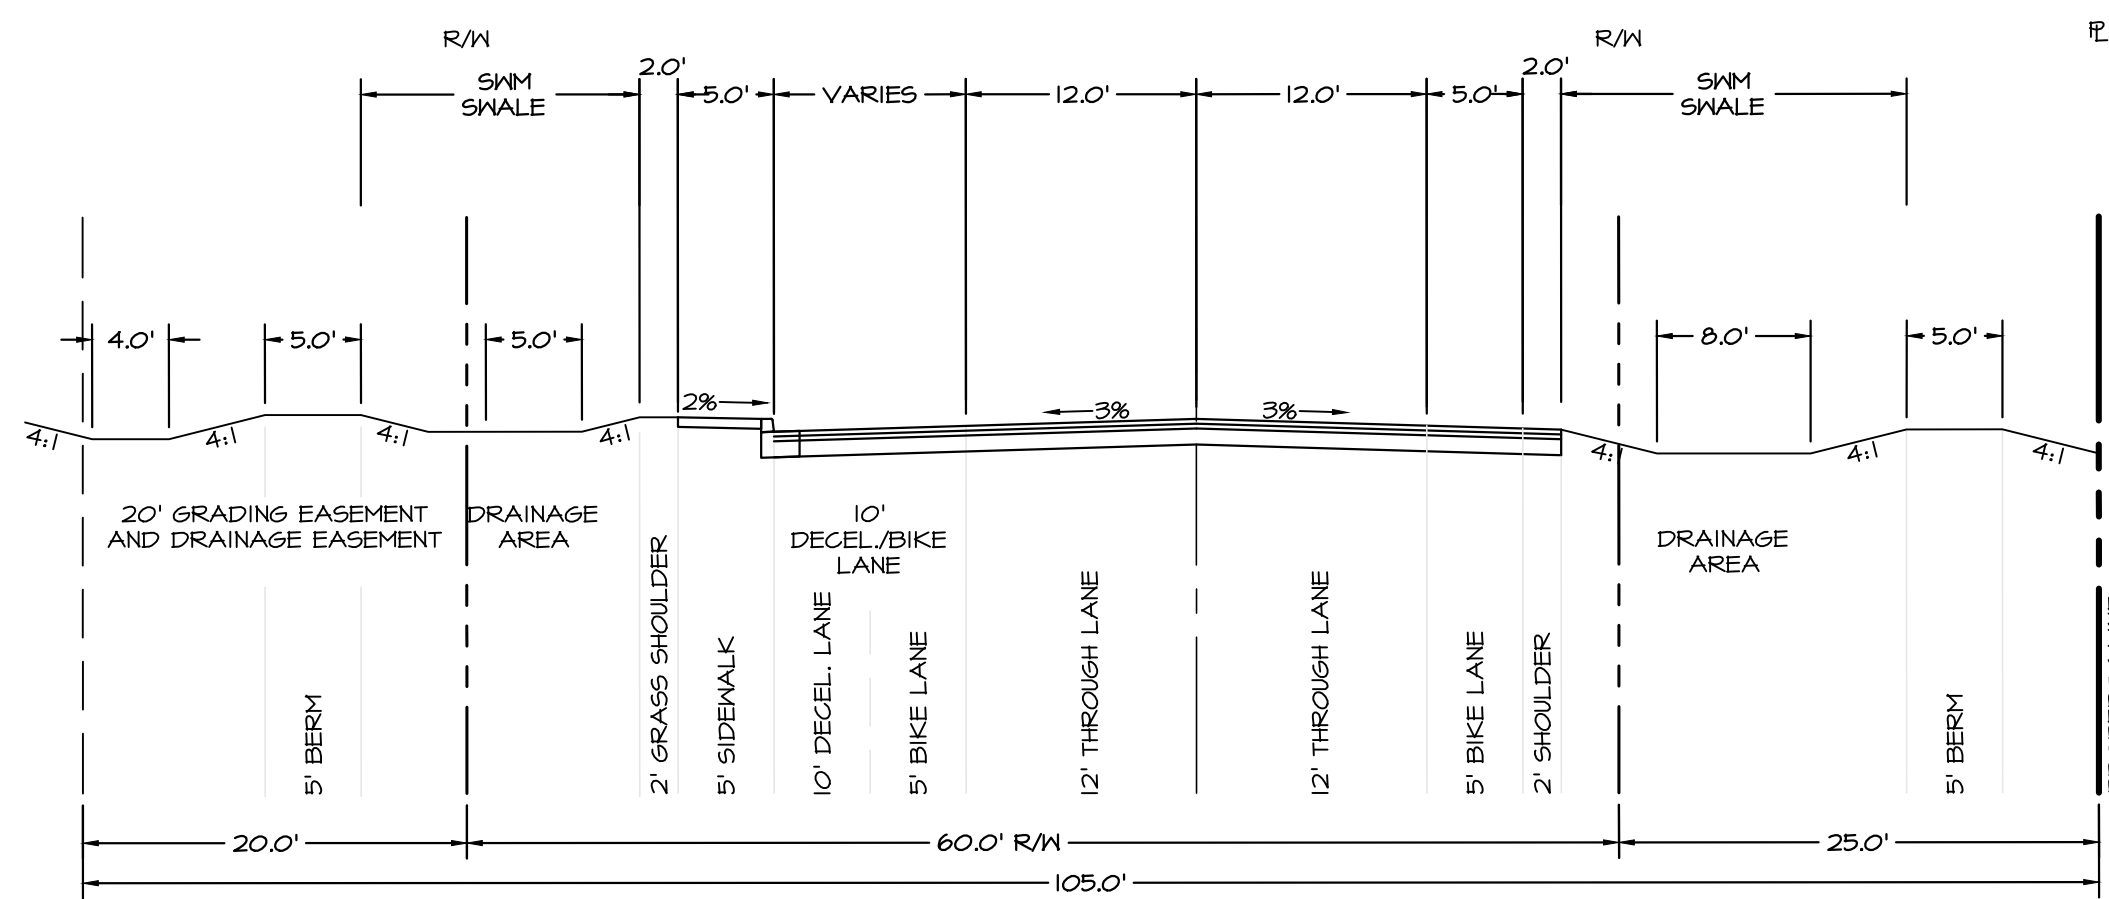 R/W
R/W
PL
2.0'
2.0'
SWM
SWALE
5.0'
VARIES
12.0'
12.0'
5.0'
SWM
SWALE
4.0'
5.0'
5.0'
8.0'
5.0'
2%
3%
3%
4:1
4:1
4:1
4:1
4:1
4:1
4:1
20' GRADING EASEMENT
AND DRAINAGE EASEMENT
DRAINAGE
AREA
10'
DECEL./BIKE
LANE
DRAINAGE
AREA
5' BERM
2' GRASS SHOULDER
5' SIDEWALK
10' DECEL. LANE
5' BIKE LANE
12' THROUGH LANE
12' THROUGH LANE
5' BIKE LANE
2' SHOULDER
5' BERM
20.0'
60.0' R/W
25.0'
105.0'